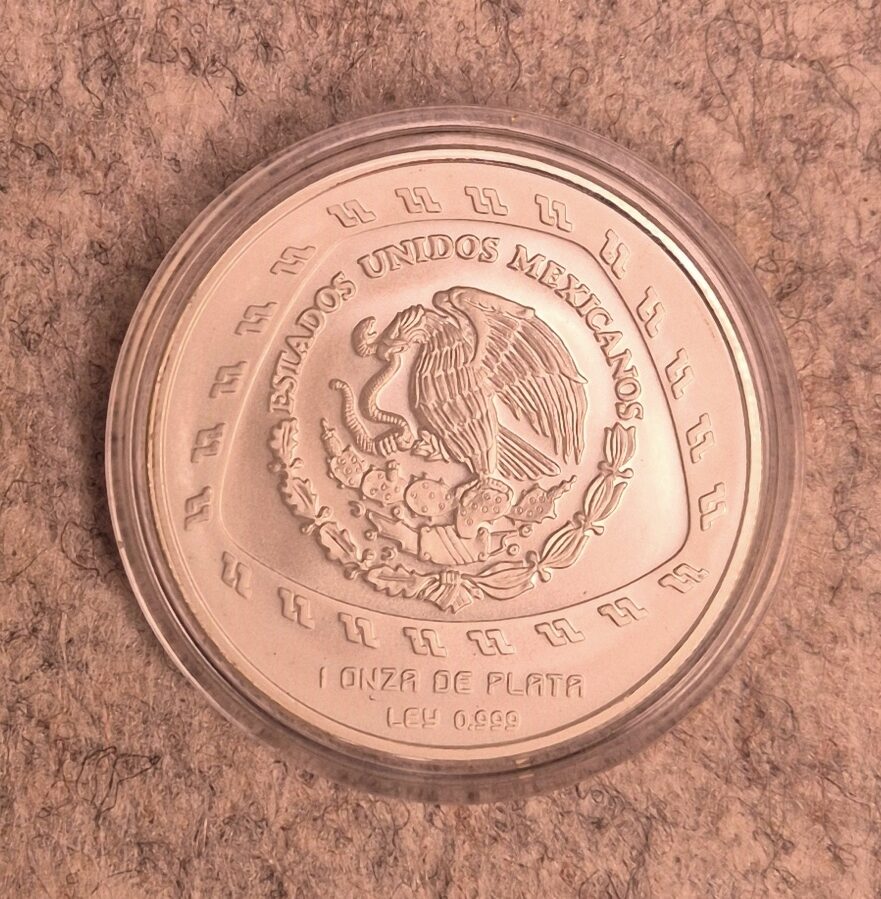 ESTADOS UNIDOS MEXICANOS
1 ONZA DE PLATA
LEY 0.999